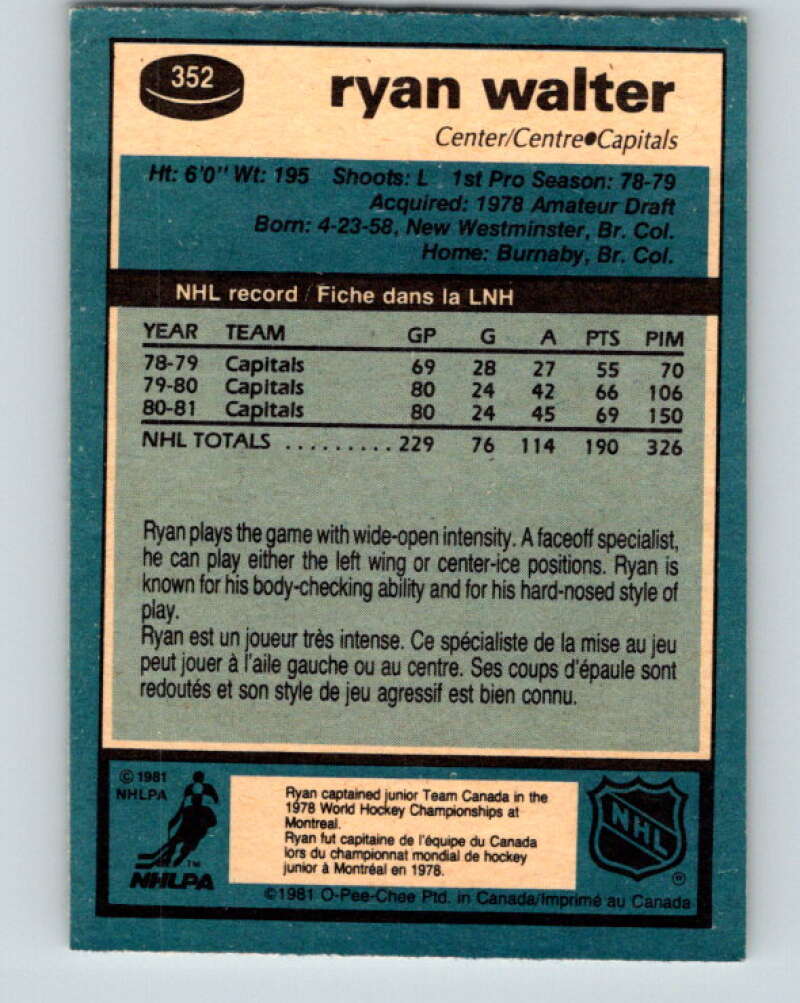 352
ryan walter
Center/Centre●Capitals
Ht: 6'0" Wt: 195 Shoots: L 1st Pro Season: 78-79
Acquired: 1978 Amateur Draft
Born: 4-23-58, New Westminster, Br. Col.
Home: Burnaby, Br. Col.
NHL record / Fiche dans la LNH
YEAR TEAM GP G A PTS PIM
78-79 Capitals 69 28 27 55 70
79-80 Capitals 80 24 42 66 106
80-81 Capitals 80 24 45 69 150
NHL TOTALS ......... 229 76 114 190 326
Ryan plays the game with wide-open intensity. A faceoff specialist,
he can play either the left wing or center-ice positions. Ryan is
known for his body-checking ability and for his hard-nosed style of
play.
Ryan est un joueur très intense. Ce spécialiste de la mise au jeu
peut jouer à l'aile gauche ou au centre. Ses coups d'épaule sont
redoutés et son style de jeu agressif est bien connu.
© 1981
NHLPA
TM
NHLPA
Ryan captained junior Team Canada in the
1978 World Hockey Championships at
Montreal.
Ryan fut capitaine de l'équipe du Canada
lors du championnat mondial de hockey
junior à Montréal en 1978.
NHL
©1981 O-Pee-Chee Ptd. in Canada/Imprimé au Canada